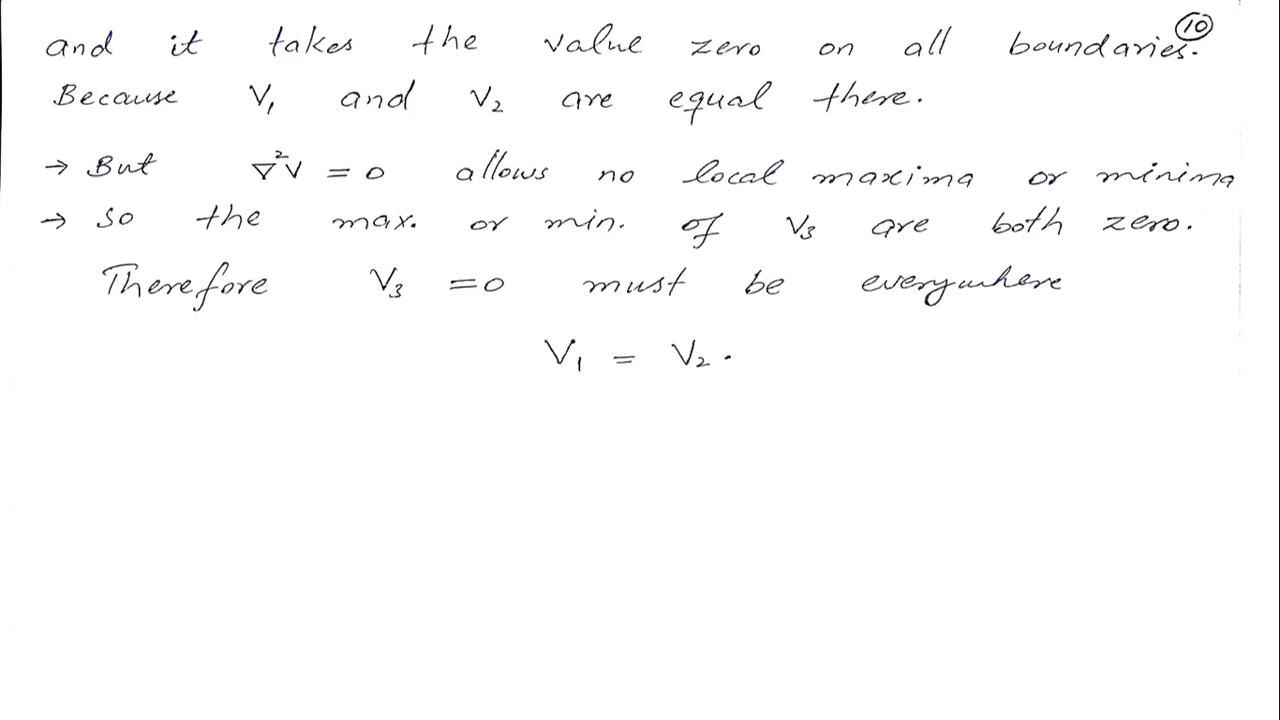 ⑩
and it takes the value zero on all boundaries.
Because V₁ and V₂ are equal there.
→ But ∇²V = 0 allows no local maxima or minima
→ so the max. or min. of V₃ are both zero.
Therefore V₃ = 0 must be everywhere
V₁ = V₂.